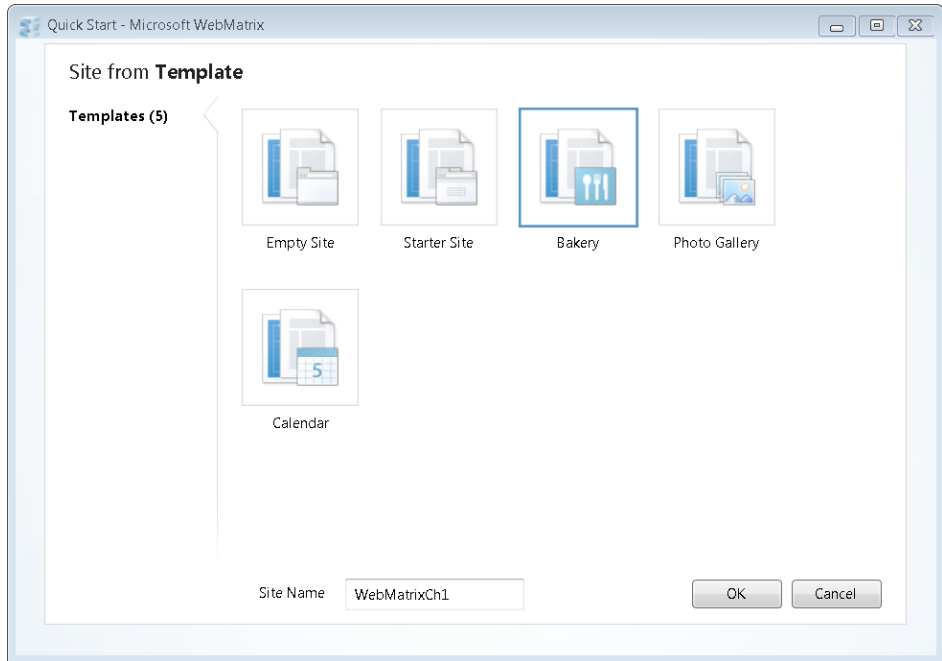 Quick Start - Microsoft WebMatrix
Site from Template
Templates (5)
Empty Site
Starter Site
Bakery
Photo Gallery
5
Calendar
Site Name
WebMatrixCh1
OK
Cancel